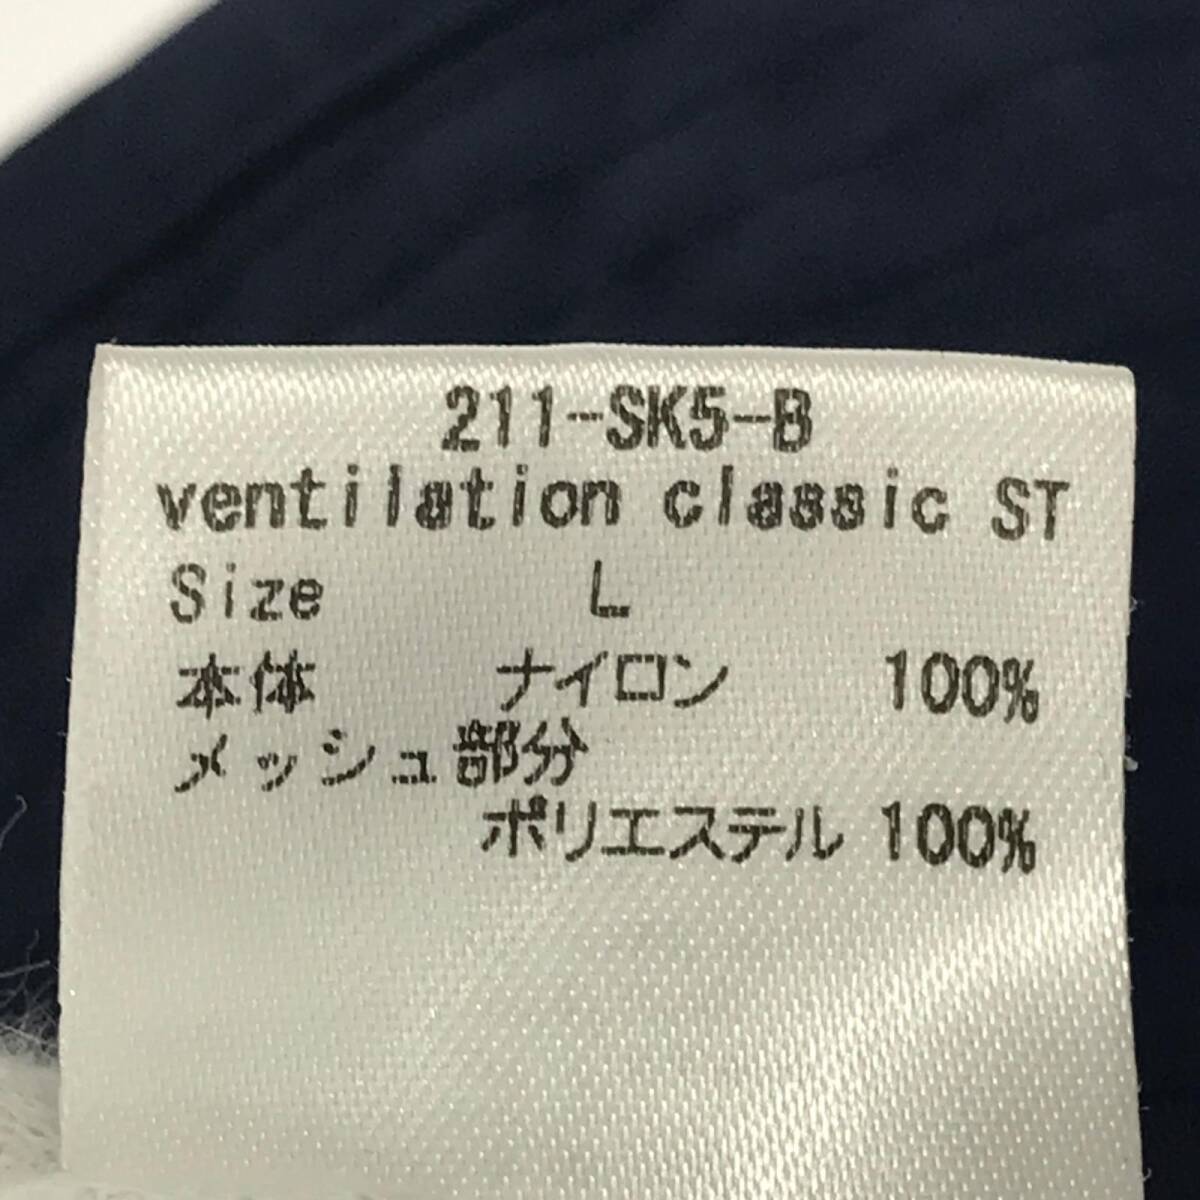 211-SK5-B
ventilation classic ST
Size L
本体 ナイロン 100%
メッシュ部分
ポリエステル 100%